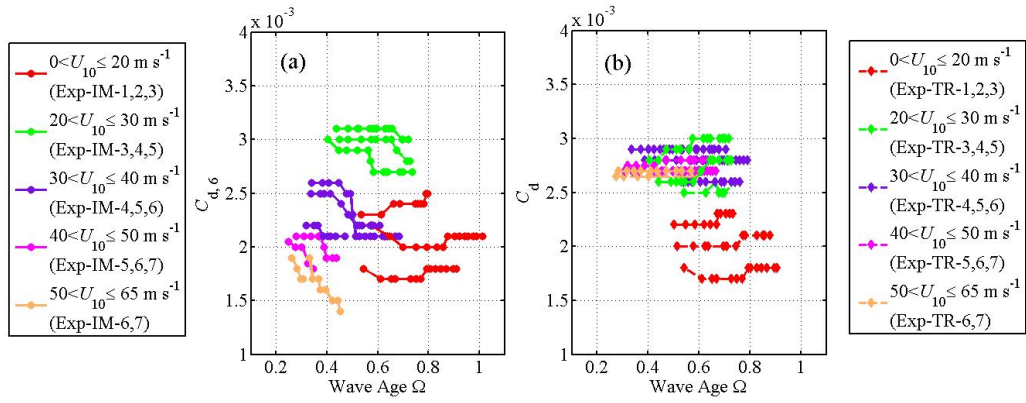 0<U10≤ 20 m s-1
(Exp-IM-1,2,3)
20<U10≤ 30 m s-1
(Exp-IM-3,4,5)
30<U10≤ 40 m s-1
(Exp-IM-4,5,6)
40<U10≤ 50 m s-1
(Exp-IM-5,6,7)
50<U10≤ 65 m s-1
(Exp-IM-6,7)
x 10-3
(a)
4
3.5
3
2.5
2
1.5
1
Cd, 6
0.2 0.4 0.6 0.8 1
Wave Age Ω
x 10-3
(b)
4
3.5
3
2.5
2
1.5
1
Cd
0.2 0.4 0.6 0.8 1
Wave Age Ω
0<U10≤ 20 m s-1
(Exp-TR-1,2,3)
20<U10≤ 30 m s-1
(Exp-TR-3,4,5)
30<U10≤ 40 m s-1
(Exp-TR-4,5,6)
40<U10≤ 50 m s-1
(Exp-TR-5,6,7)
50<U10≤ 65 m s-1
(Exp-TR-6,7)